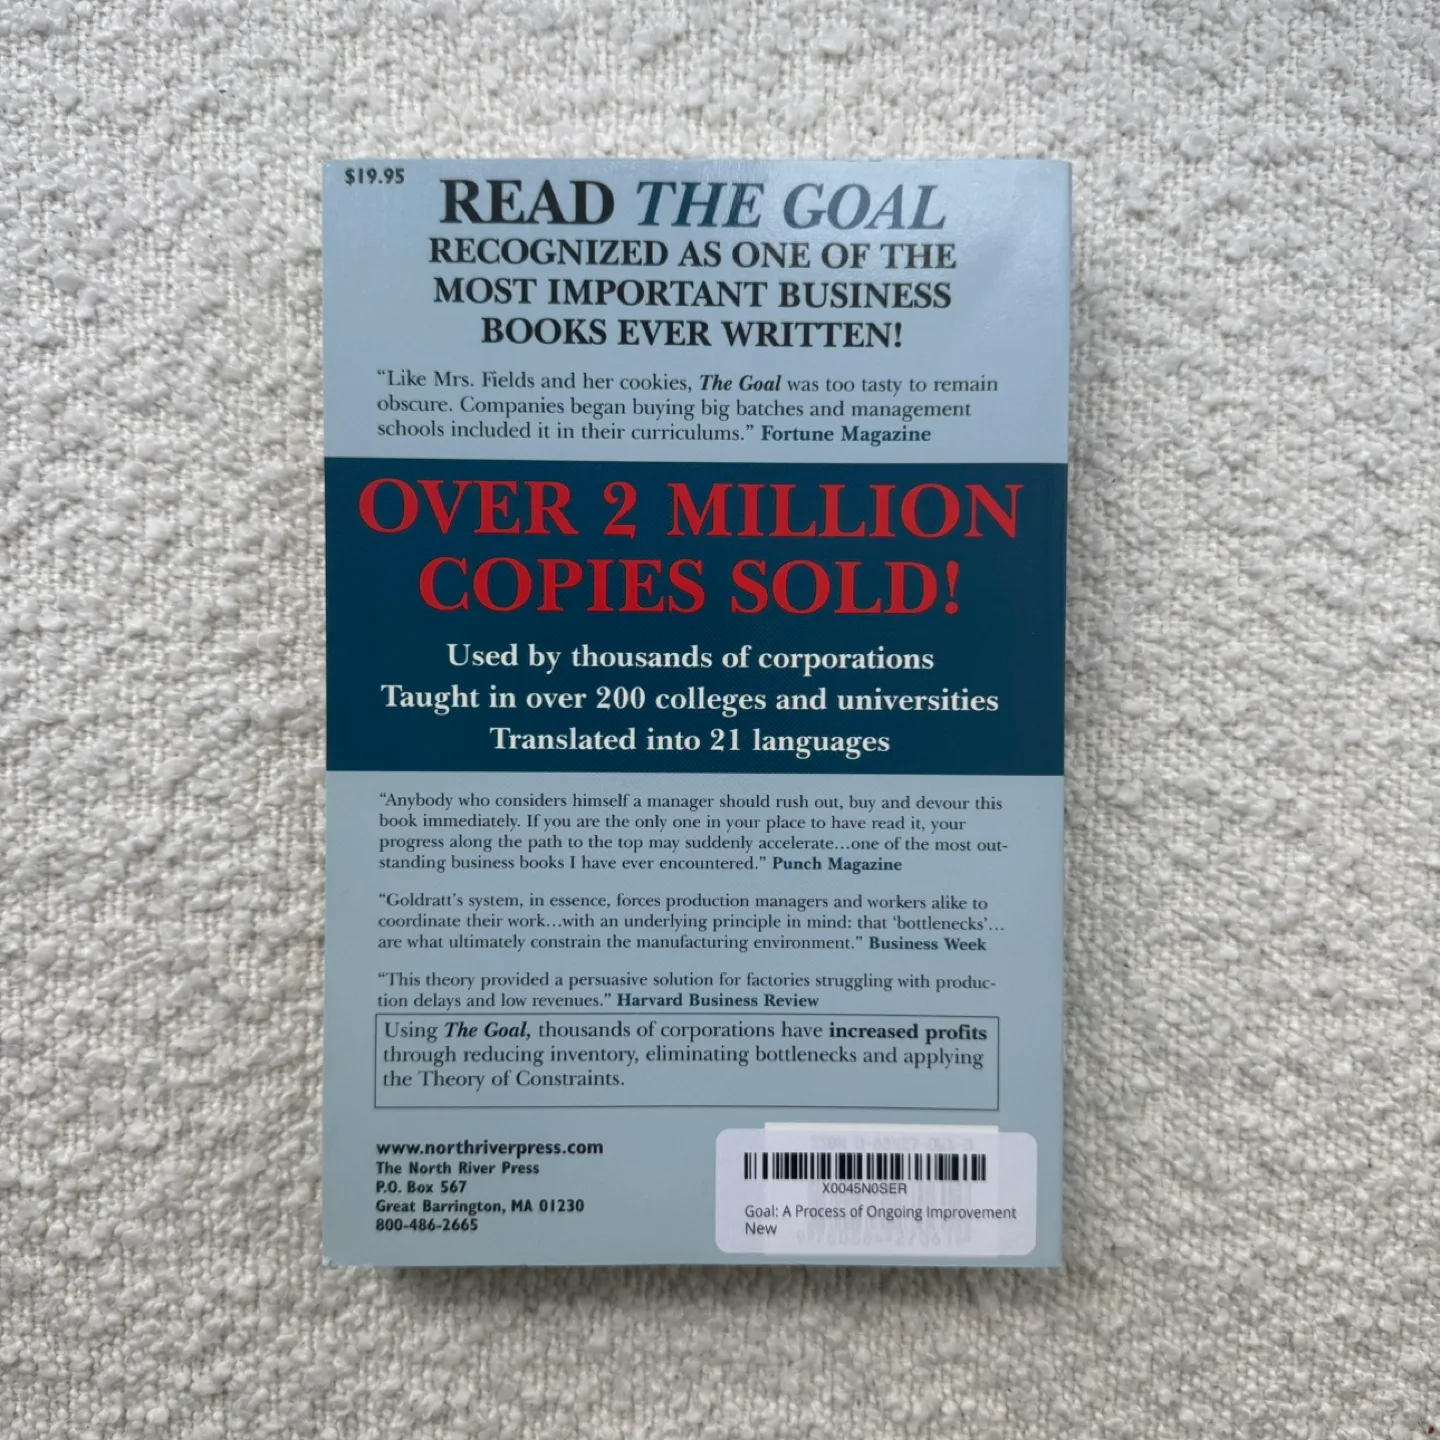 $19.95
READ THE GOAL
RECOGNIZED AS ONE OF THE
MOST IMPORTANT BUSINESS
BOOKS EVER WRITTEN!
“Like Mrs. Fields and her cookies, The Goal was too tasty to remain
obscure. Companies began buying big batches and management
schools included it in their curriculums.” Fortune Magazine
OVER 2 MILLION
COPIES SOLD!
Used by thousands of corporations
Taught in over 200 colleges and universities
Translated into 21 languages
“Anybody who considers himself a manager should rush out, buy and devour this
book immediately. If you are the only one in your place to have read it, your
progress along the path to the top may suddenly accelerate...one of the most out-
standing business books I have ever encountered.” Punch Magazine
“Goldratt’s system, in essence, forces production managers and workers alike to
coordinate their work...with an underlying principle in mind: that ‘bottlenecks’...
are what ultimately constrain the manufacturing environment.” Business Week
“This theory provided a persuasive solution for factories struggling with produc-
tion delays and low revenues.” Harvard Business Review
Using The Goal, thousands of corporations have increased profits
through reducing inventory, eliminating bottlenecks and applying
the Theory of Constraints.
www.northriverpress.com
The North River Press
P.O. Box 567
Great Barrington, MA 01230
800-486-2665
X0045N0SER
Goal: A Process of Ongoing Improvement
New